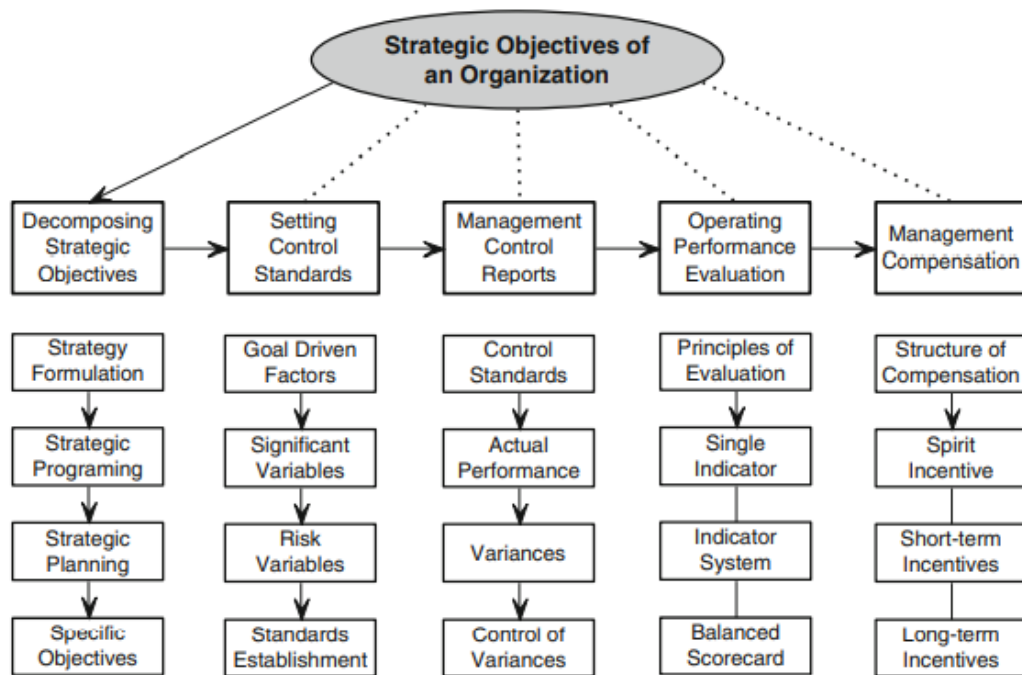 Strategic Objectives of
an Organization
Decomposing
Strategic
Objectives
Setting
Control
Standards
Management
Control
Reports
Operating
Performance
Evaluation
Management
Compensation
Strategy
Formulation
Strategic
Programing
Strategic
Planning
Specific
Objectives
Goal Driven
Factors
Significant
Variables
Risk
Variables
Standards
Establishment
Control
Standards
Actual
Performance
Variances
Control of
Variances
Principles of
Evaluation
Single
Indicator
Indicator
System
Balanced
Scorecard
Structure of
Compensation
Spirit
Incentive
Short-term
Incentives
Long-term
Incentives